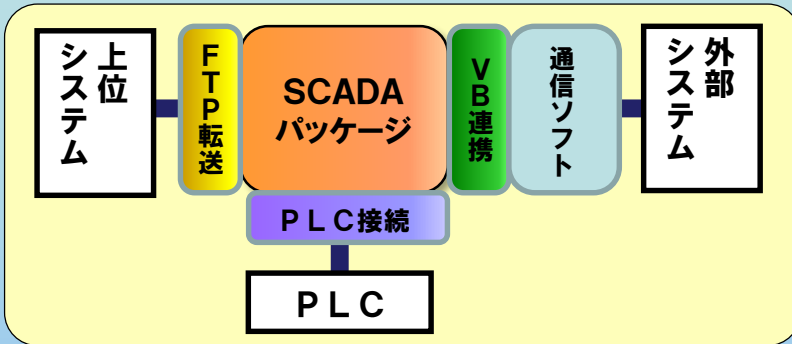 上位
システム
FTP転送
SCADA
パッケージ
VB連携
通信ソフト
外部
システム
ＰＬＣ接続
ＰＬＣ